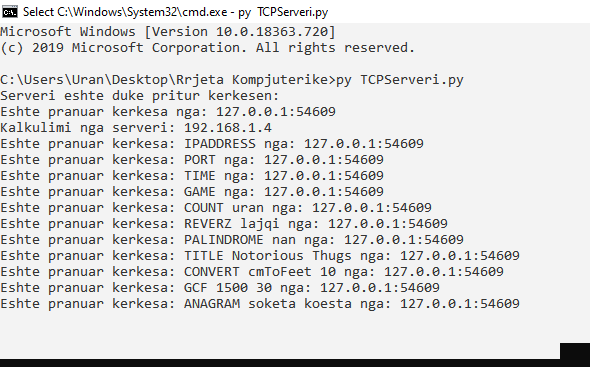 Select C:\Windows\System32\cmd.exe - py  TCPServeri.py
Microsoft Windows [Version 10.0.18363.720]
(c) 2019 Microsoft Corporation. All rights reserved.
C:\Users\Uran\Desktop\Rrjeta Kompjuterike>py TCPServeri.py
Serveri eshte duke pritur kerkesen:
Eshte pranuar kerkesa nga: 127.0.0.1:54609
Kalkulimi nga serveri: 192.168.1.4
Eshte pranuar kerkesa: IPADDRESS nga: 127.0.0.1:54609
Eshte pranuar kerkesa: PORT nga: 127.0.0.1:54609
Eshte pranuar kerkesa: TIME nga: 127.0.0.1:54609
Eshte pranuar kerkesa: GAME nga: 127.0.0.1:54609
Eshte pranuar kerkesa: COUNT uran nga: 127.0.0.1:54609
Eshte pranuar kerkesa: REVERZ lajqi nga: 127.0.0.1:54609
Eshte pranuar kerkesa: PALINDROME nan nga: 127.0.0.1:54609
Eshte pranuar kerkesa: TITLE Notorious Thugs nga: 127.0.0.1:54609
Eshte pranuar kerkesa: CONVERT cmToFeet 10 nga: 127.0.0.1:54609
Eshte pranuar kerkesa: GCF 1500 30 nga: 127.0.0.1:54609
Eshte pranuar kerkesa: ANAGRAM soketa koesta nga: 127.0.0.1:54609